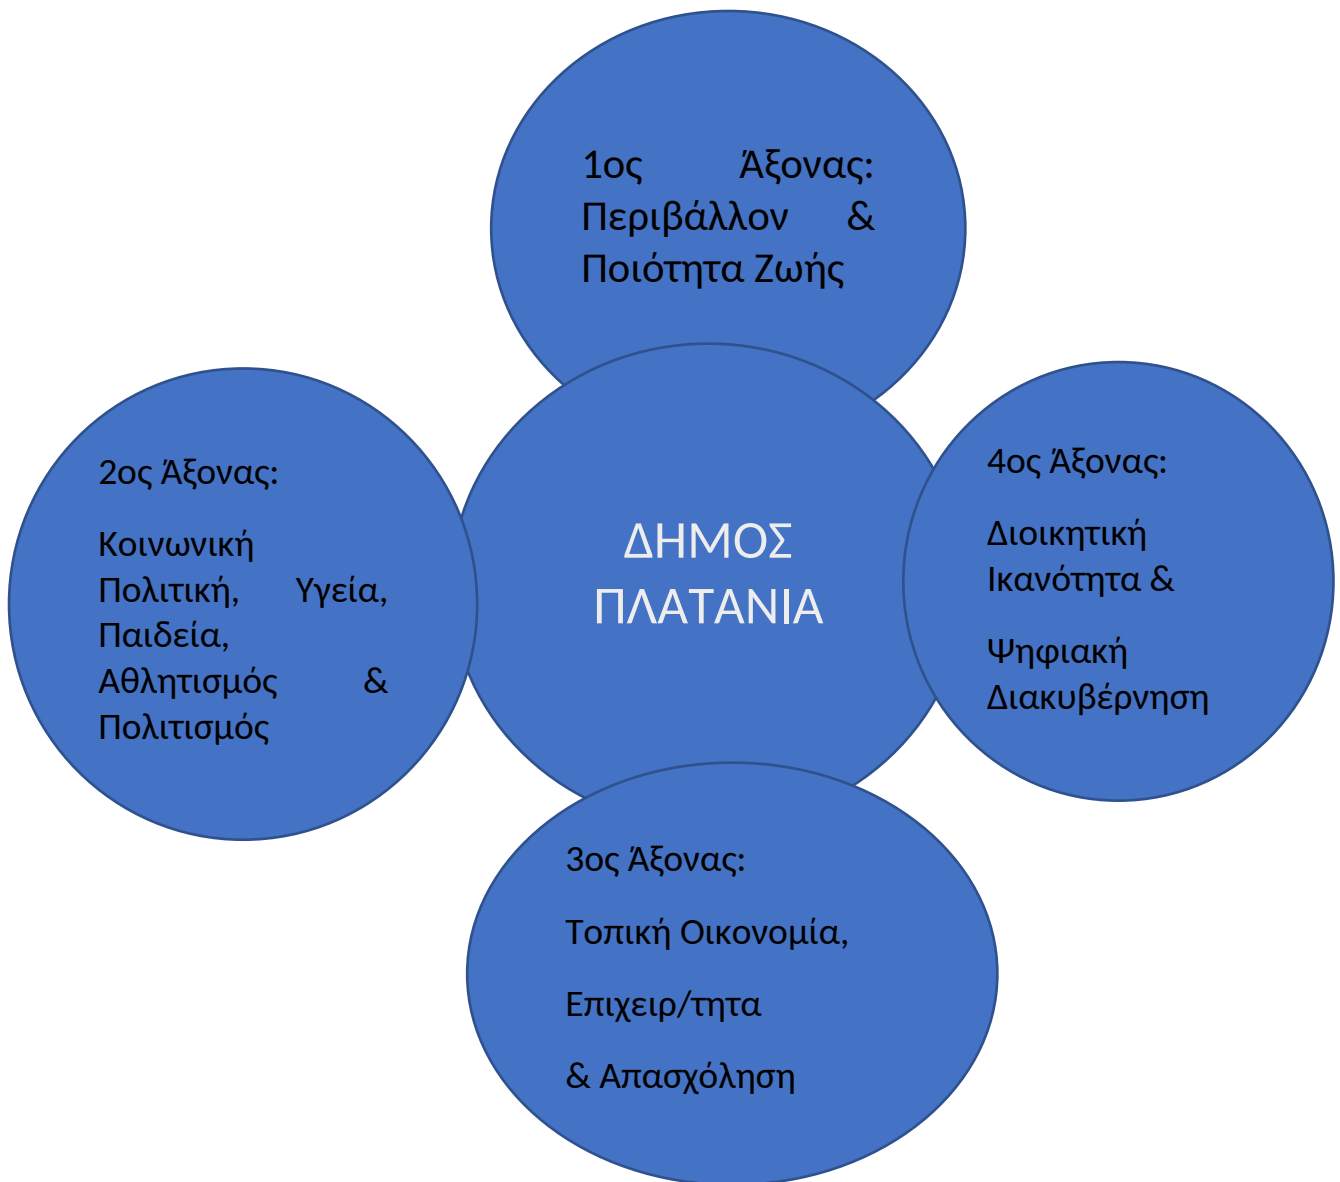 1ος Άξονας:
Περιβάλλον &
Ποιότητα Ζωής
2ος Άξονας:
Κοινωνική
Πολιτική, Υγεία,
Παιδεία,
Αθλητισμός &
Πολιτισμός
ΔΗΜΟΣ
ΠΛΑΤΑΝΙΑ
4ος Άξονας:
Διοικητική
Ικανότητα &
Ψηφιακή
Διακυβέρνηση
3ος Άξονας:
Τοπική Οικονομία,
Επιχειρ/τητα
& Απασχόληση